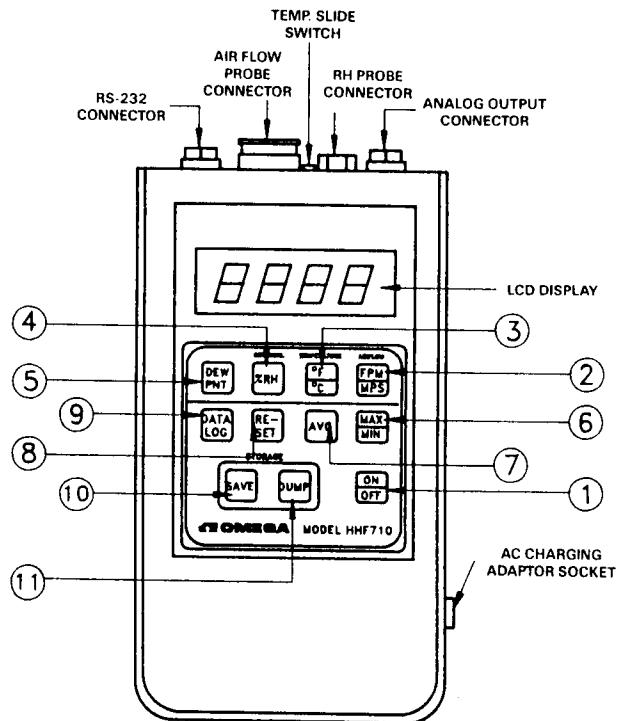 TEMP. SLIDE
SWITCH
AIR FLOW
PROBE
CONNECTOR
RH PROBE
CONNECTOR
RS-232
CONNECTOR
ANALOG OUTPUT
CONNECTOR
8888
LCD DISPLAY
4
3
5
DEW
PNT
%RH
°F
°C
AIRFLOW
FPM
MPS
2
9
DATA
LOG
RE-
SET
AVG
MAX
MIN
6
8
STORAGE
7
10
SAVE
DUMP
ON
OFF
1
OMEGA
MODEL HHF710
11
AC CHARGING
ADAPTOR SOCKET